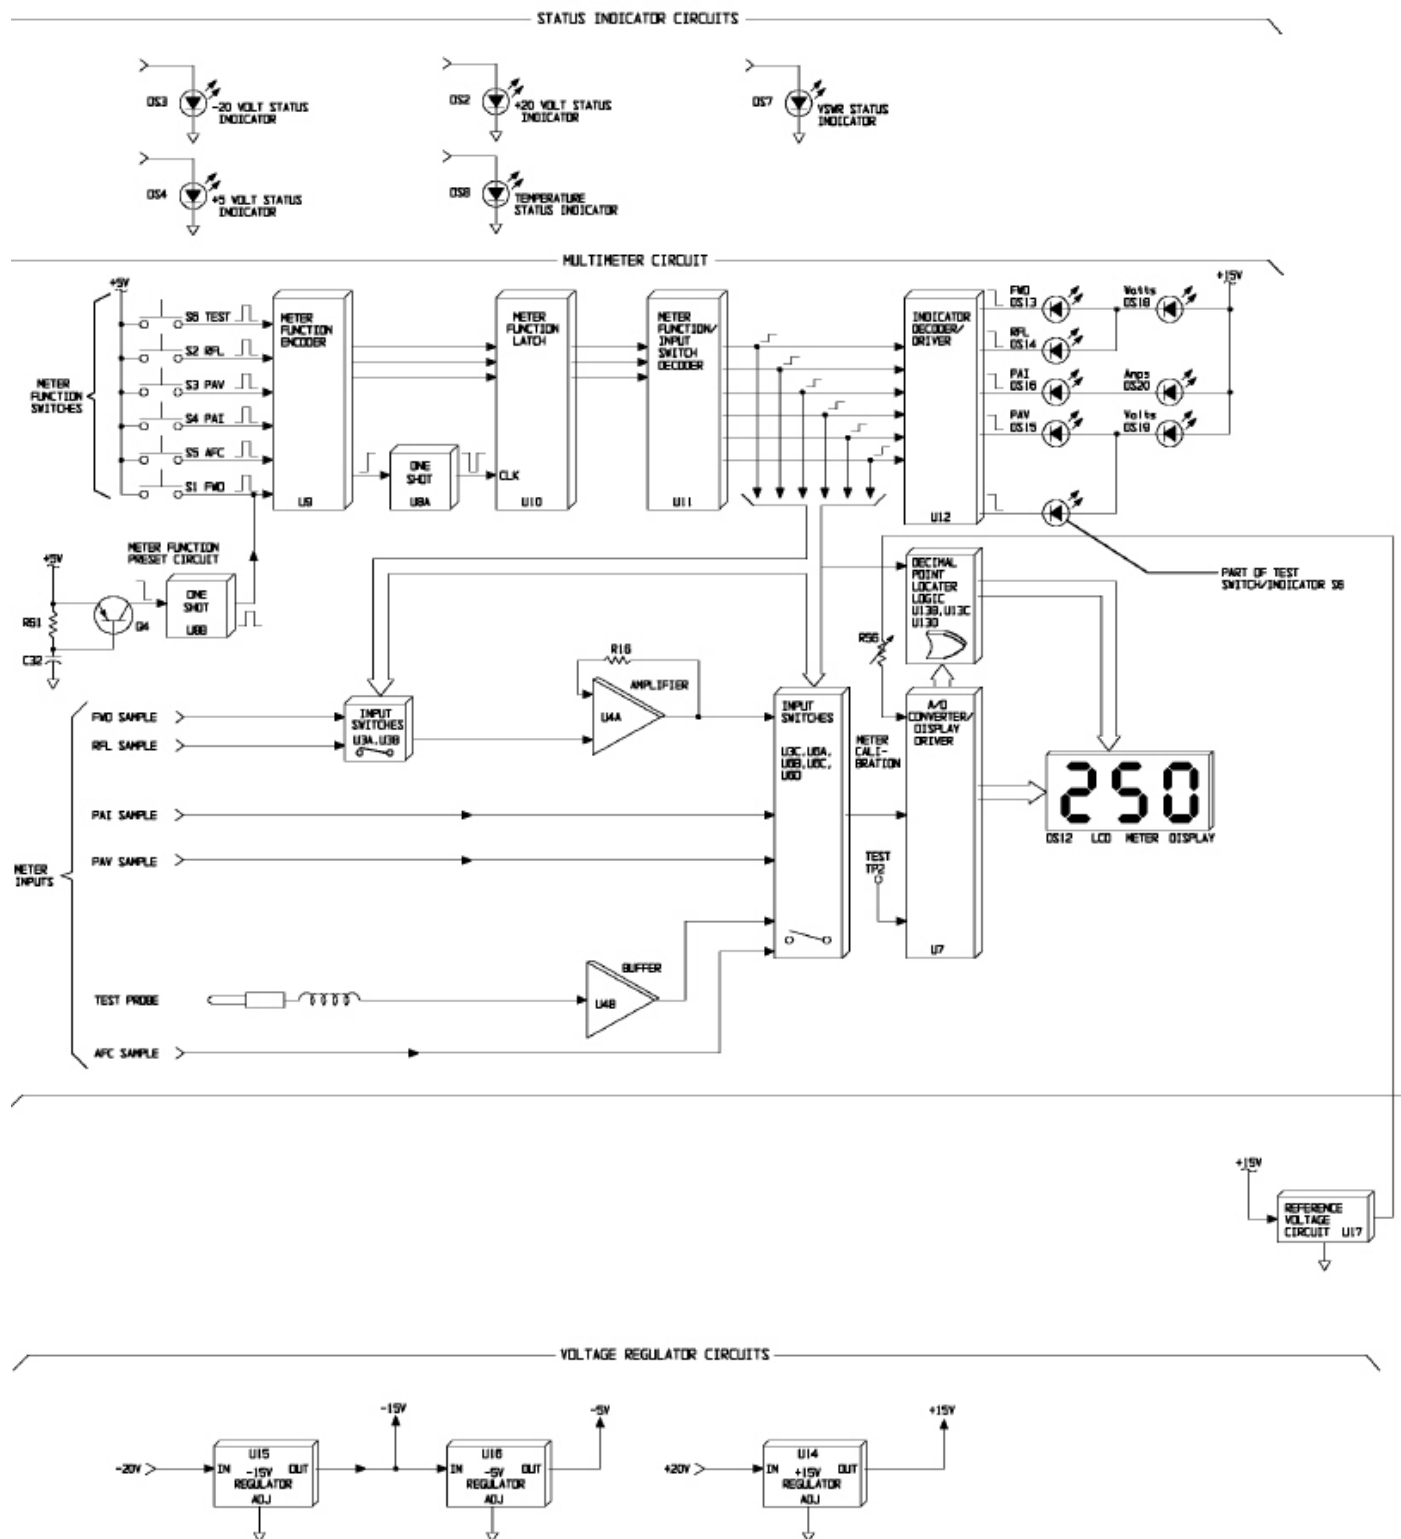 STATUS INDICATOR CIRCUITS
DS3
-20 VOLT STATUS
INDICATOR
DS2
+20 VOLT STATUS
INDICATOR
DS7
VSWR STATUS
INDICATOR
DS4
+5 VOLT STATUS
INDICATOR
TEMPERATURE
STATUS INDICATOR
MULTIMETER CIRCUIT
+5V
METER
FUNCTION
SWITCHES
S6 TEST
S2 RFL
S3 PAV
S4 PAI
S5 AFC
S1 FWD
METER
FUNCTION
ENCODER
U9
ONE
SHOT
U8A
METER
FUNCTION
LATCH
CLK
U10
METER
FUNCTION/
INPUT
SWITCH
DECODER
U11
INDICATOR
DECODER/
DRIVER
U12
FWD
DS13
Watts
DS18
+15V
RFL
DS14
PAI
DS16
Amps
DS20
PAV
DS15
Volts
DS19
PART OF TEST
SWITCH/INDICATOR S6
METER FUNCTION
PRESET CIRCUIT
+5V
R61
C32
Q4
ONE
SHOT
U8B
DECIMAL
POINT
LOCATER
LOGIC
U13B,U13C
U13D
R56
METER
INPUTS
FWD SAMPLE
RFL SAMPLE
INPUT
SWITCHES
U3A,U3B
R16
AMPLIFIER
U4A
INPUT
SWITCHES
U3C,U6A,
U6B,U6C,
U6D
METER
CALI-
BRATION
A/D
CONVERTER/
DISPLAY
DRIVER
U7
TEST
TP2
250
DS12 LCD METER DISPLAY
PAI SAMPLE
PAV SAMPLE
TEST PROBE
BUFFER
U4B
AFC SAMPLE
+15V
REFERENCE
VOLTAGE
CIRCUIT U17
VOLTAGE REGULATOR CIRCUITS
-20V
U15
IN OUT
-15V
REGULATOR
ADJ
-15V
U16
IN OUT
-5V
REGULATOR
ADJ
-5V
+20V
U14
IN OUT
+15V
REGULATOR
ADJ
+15V